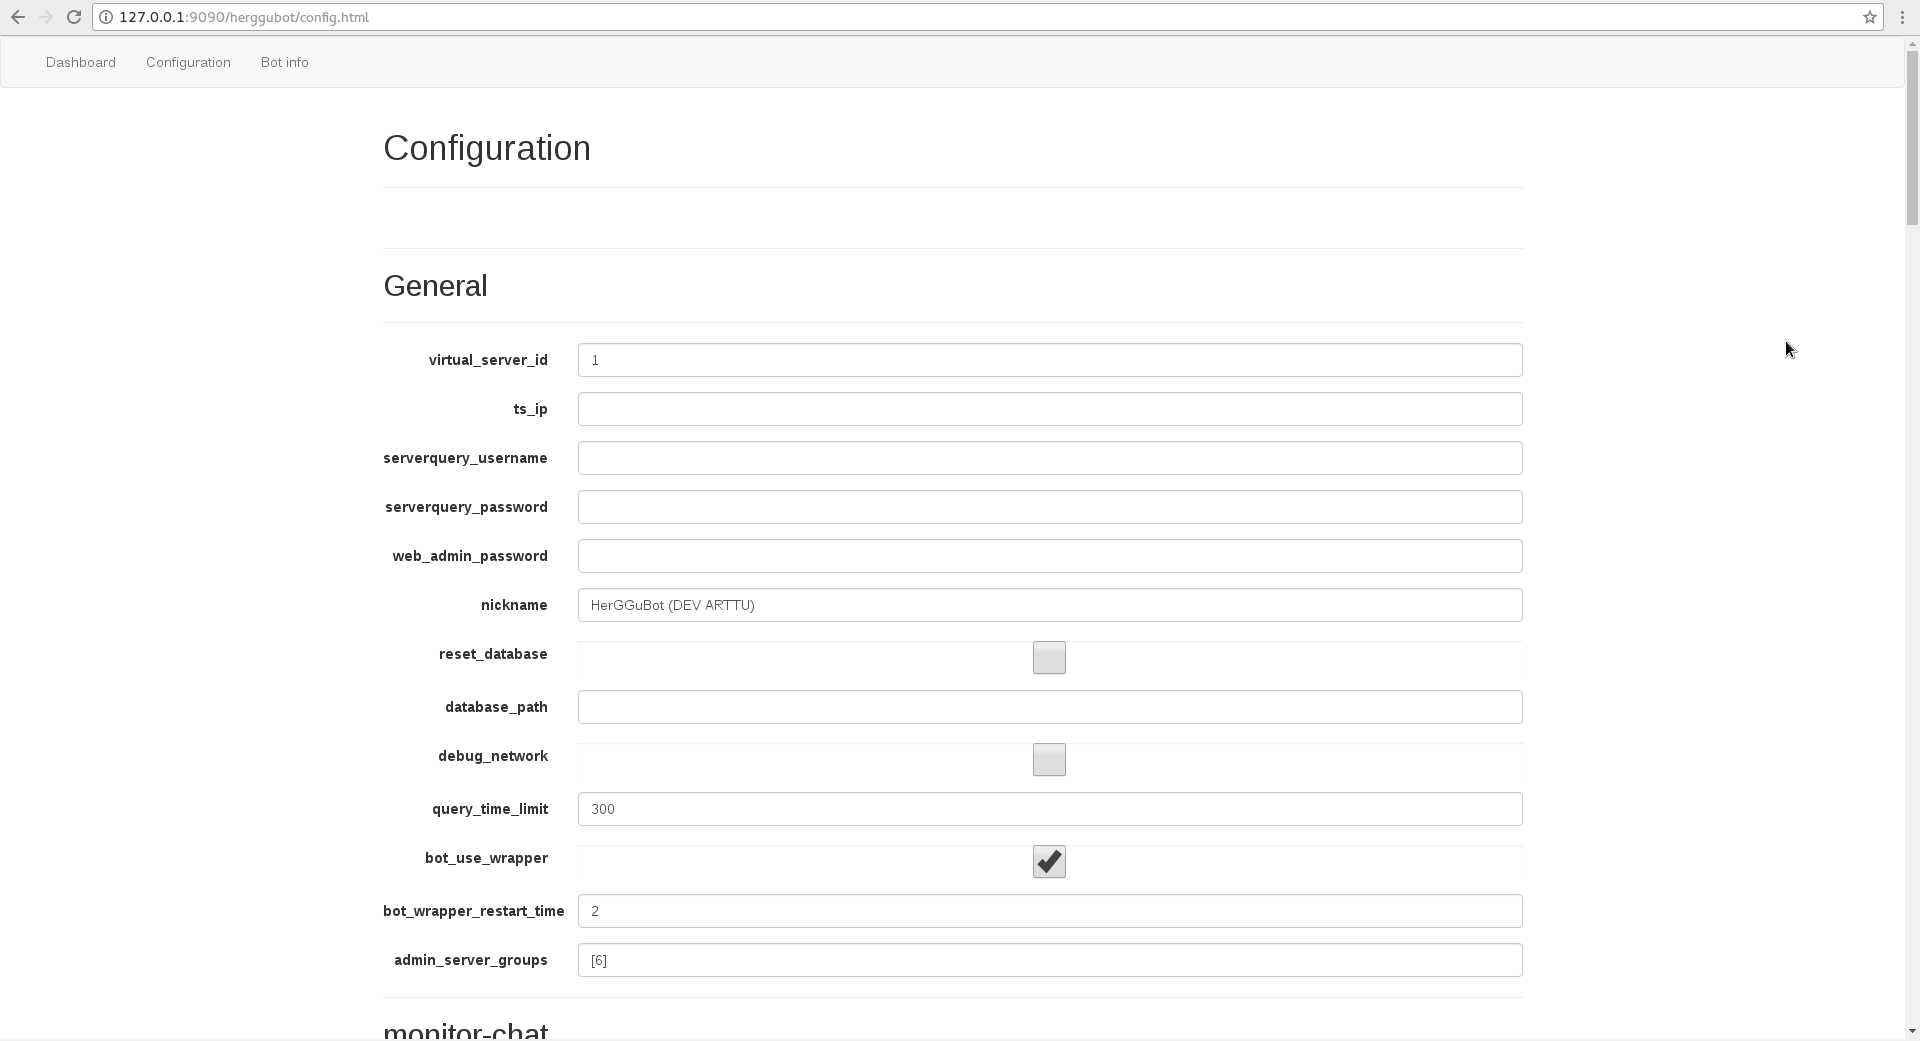 127.0.0.1:9090/herggubot/config.html
Dashboard Configuration Bot info
Configuration
General
virtual_server_id 1
ts_ip
serverquery_username
serverquery_password
web_admin_password
nickname HerGGuBot (DEV ARTTU)
reset_database
database_path
debug_network
query_time_limit 300
bot_use_wrapper
bot_wrapper_restart_time 2
admin_server_groups [6]
monitor-chat